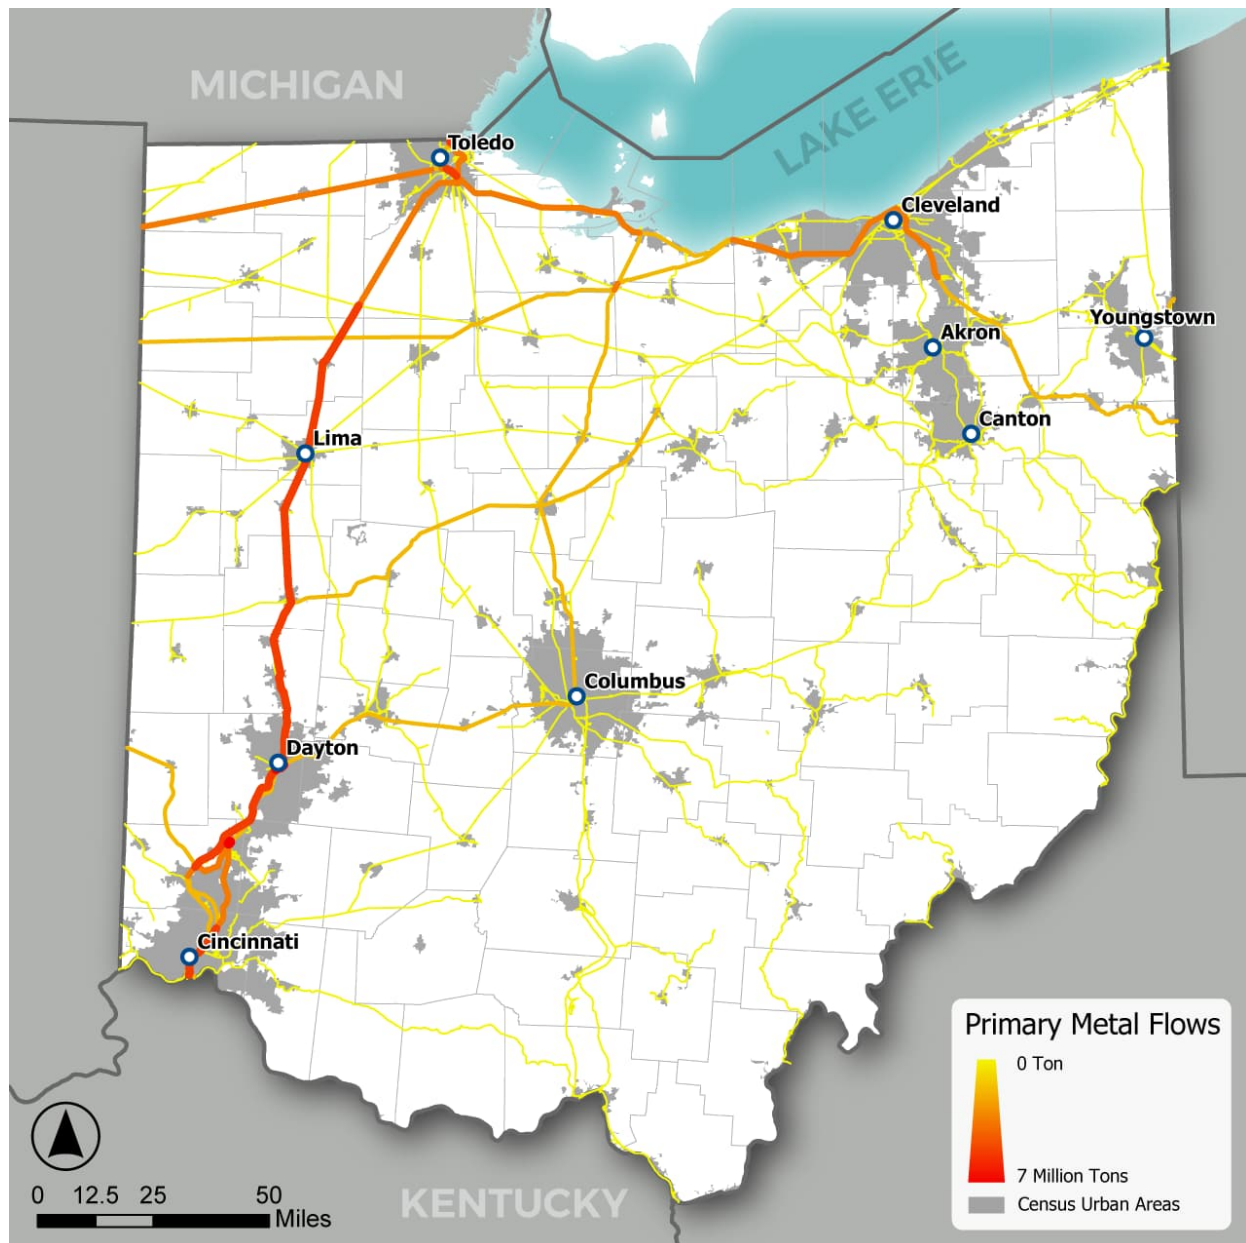 MICHIGAN
LAKE ERIE
Toledo
Cleveland
Youngstown
Akron
Canton
Lima
Columbus
Dayton
Cincinnati
KENTUCKY
Primary Metal Flows
0 Ton
7 Million Tons
Census Urban Areas
0 12.5 25 50
Miles